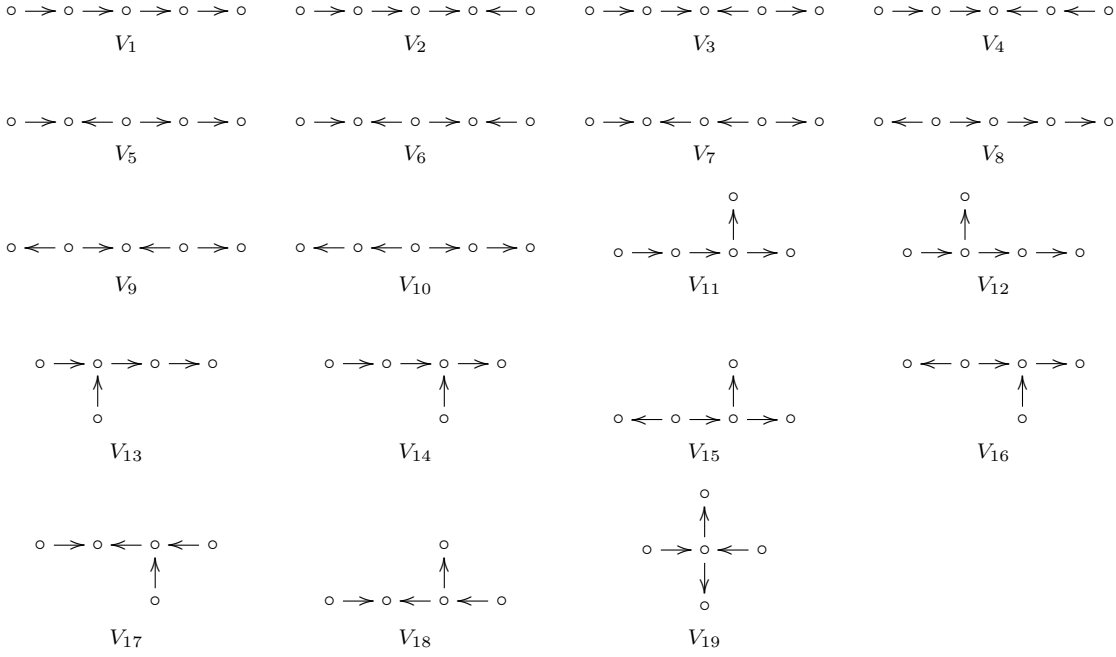 V₁ V₂ V₃ V₄
V₅ V₆ V₇ V₈
V₉ V₁₀ V₁₁ V₁₂
V₁₃ V₁₄ V₁₅ V₁₆
V₁₇ V₁₈ V₁₉